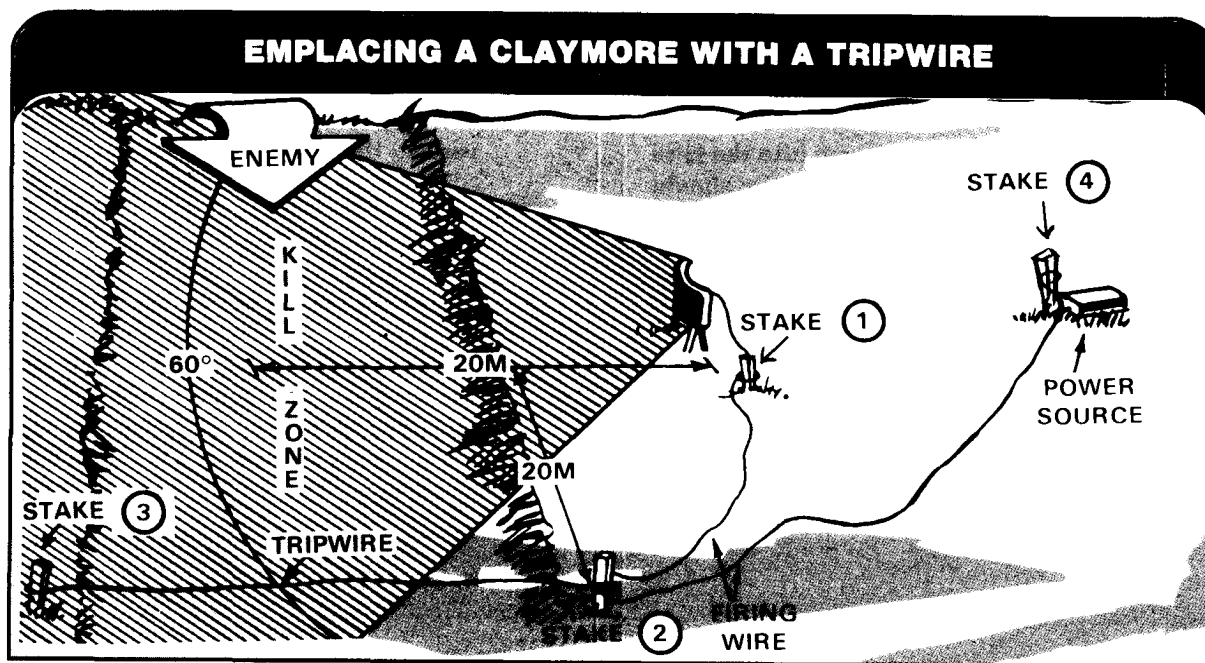 EMPLACING A CLAYMORE WITH A TRIPWIRE
ENEMY
STAKE 4
KILL
ZONE
STAKE 1
60°
20M
POWER
SOURCE
20M
STAKE 3
TRIPWIRE
FIRING
WIRE
STAKE 2